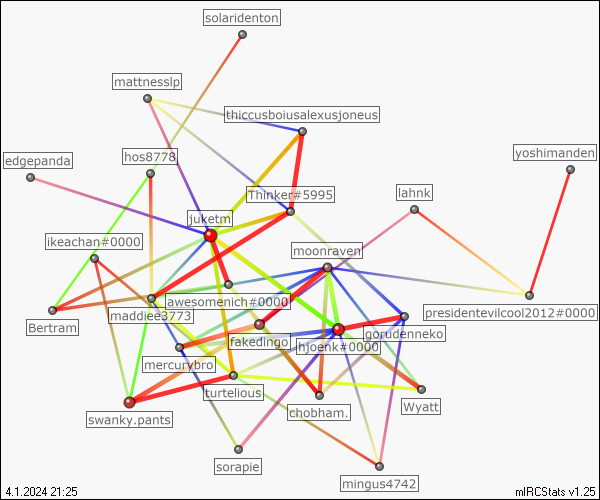 solaridenton
mattnesslp
thiccusboiusalexusjoneus
edgepanda
hos8778
yoshimanden
Thinker#5995
lahnk
juketm
ikeachan#0000
moonraven
awesomenich#0000
presidentevilcool2012#0000
maddiee3773
Bertram
gorudenneko
fakedingo
jhjoenk#0000
mercurybro
turtelious
Wyatt
chobham.
swanky.pants
sorapie
mingus4742
4.1.2024 21:25
mIRCStats v1.25